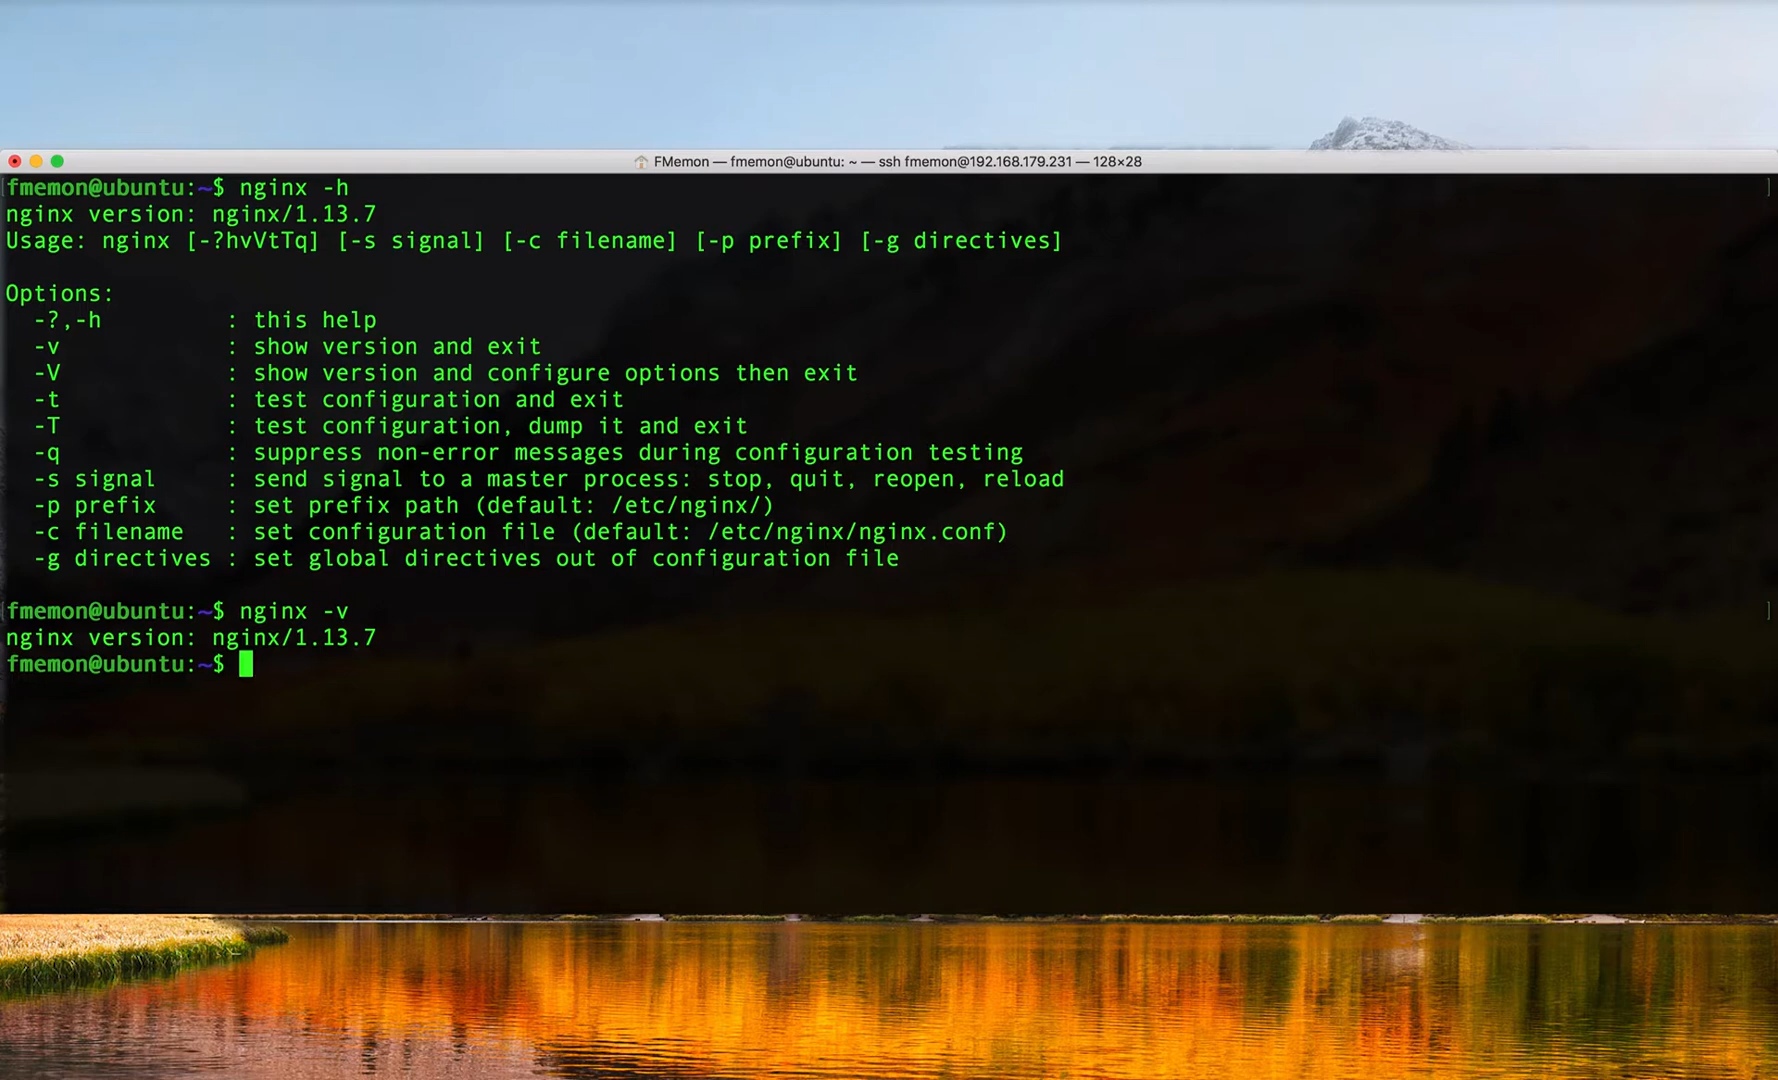 FMemon — fmemon@ubuntu: ~ — ssh fmemon@192.168.179.231 — 128×28
[fmemon@ubuntu:~$ nginx -h ]
nginx version: nginx/1.13.7
Usage: nginx [-?hvVtTq] [-s signal] [-c filename] [-p prefix] [-g directives]
Options:
-?,-h : this help
-v : show version and exit
-V : show version and configure options then exit
-t : test configuration and exit
-T : test configuration, dump it and exit
-q : suppress non-error messages during configuration testing
-s signal : send signal to a master process: stop, quit, reopen, reload
-p prefix : set prefix path (default: /etc/nginx/)
-c filename : set configuration file (default: /etc/nginx/nginx.conf)
-g directives : set global directives out of configuration file
[fmemon@ubuntu:~$ nginx -v ]
nginx version: nginx/1.13.7
fmemon@ubuntu:~$